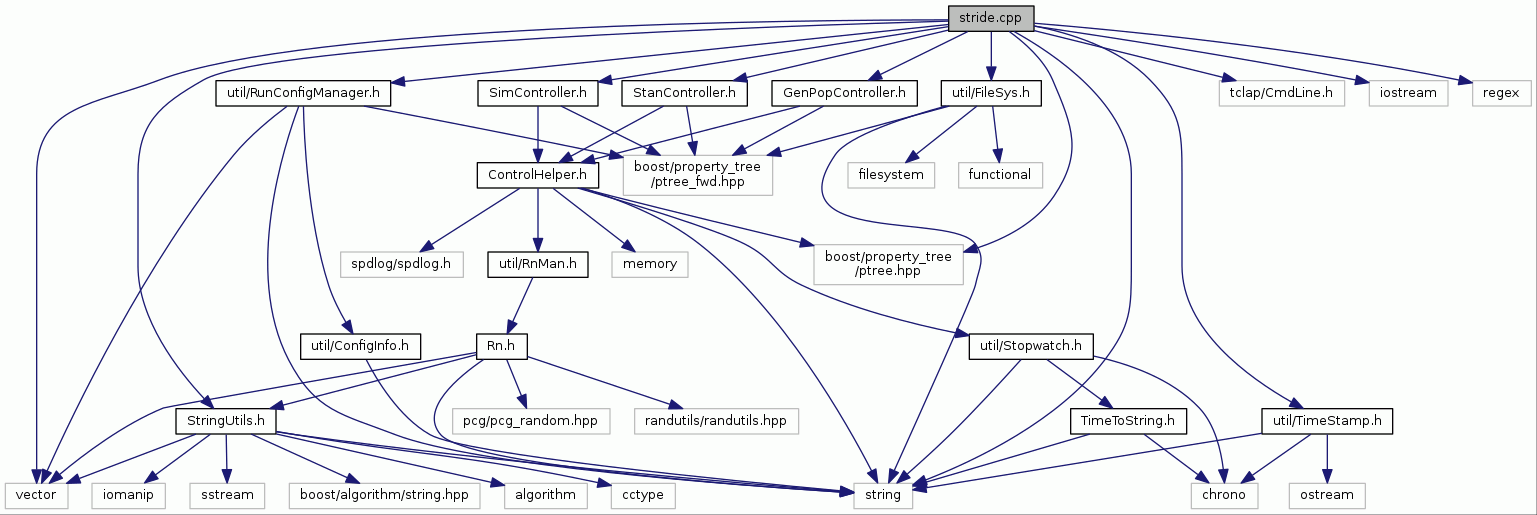 stride.cpp
util/RunConfigManager.h
SimController.h
StanController.h
GenPopController.h
util/FileSys.h
tclap/CmdLine.h
iostream
regex
ControlHelper.h
boost/property_tree
/ptree_fwd.hpp
filesystem
functional
spdlog/spdlog.h
util/RnMan.h
memory
boost/property_tree
/ptree.hpp
util/ConfigInfo.h
Rn.h
util/Stopwatch.h
StringUtils.h
pcg/pcg_random.hpp
randutils/randutils.hpp
TimeToString.h
util/TimeStamp.h
vector
iomanip
sstream
boost/algorithm/string.hpp
algorithm
cctype
string
chrono
ostream